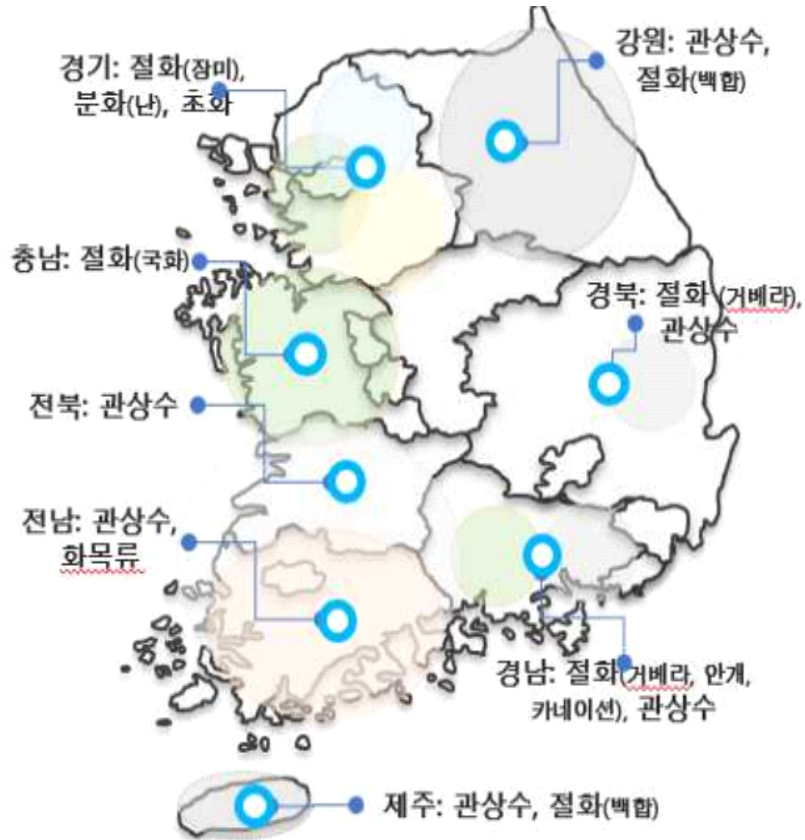 경기: 절화(장미),
분화(난), 초화
강원: 관상수,
절화(백합)
충남: 절화(국화)
경북: 절화 (거베라),
관상수
전북: 관상수
전남: 관상수,
화목류
경남: 절화(거베라, 안개,
카네이션), 관상수
제주: 관상수, 절화(백합)